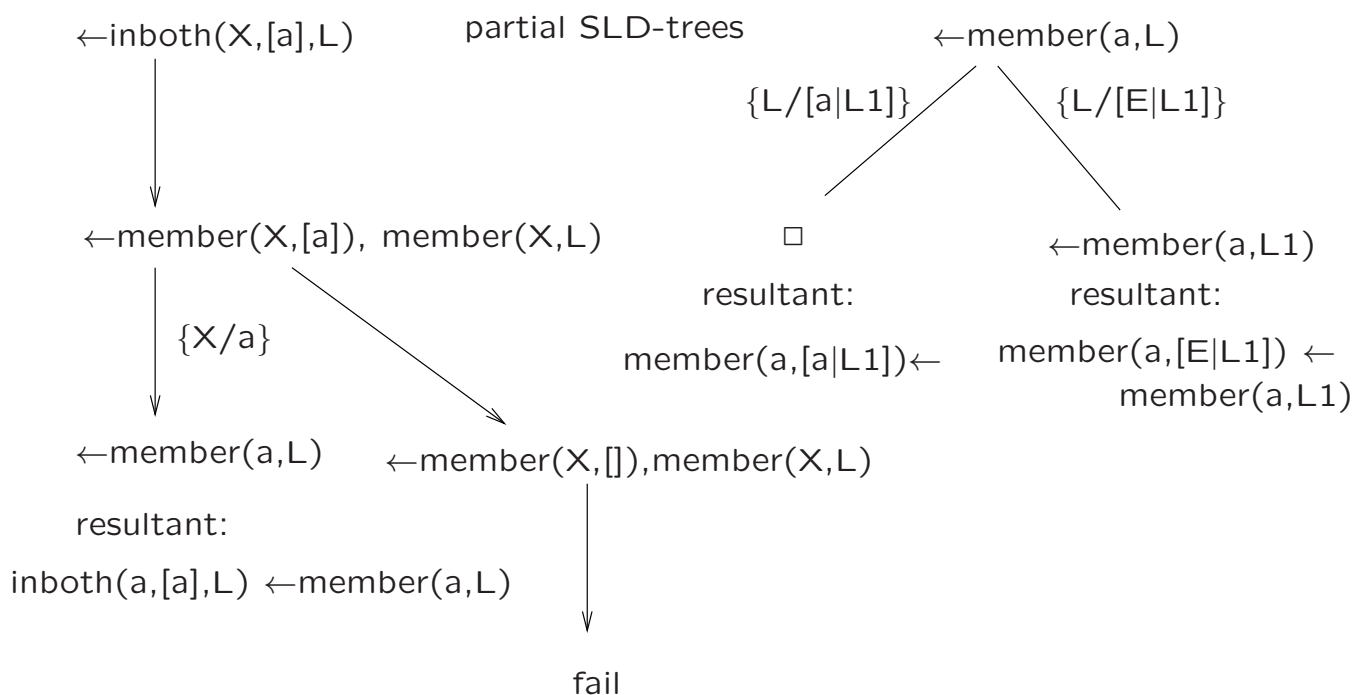 partial SLD-trees
←inboth(X,[a],L)
←member(X,[a]), member(X,L)
{X/a}
←member(a,L)
←member(X,[]),member(X,L)
resultant:
inboth(a,[a],L) ←member(a,L)
fail
←member(a,L)
{L/[a|L1]}
{L/[E|L1]}
□
←member(a,L1)
resultant:
member(a,[a|L1])←
resultant:
member(a,[E|L1]) ←
member(a,L1)